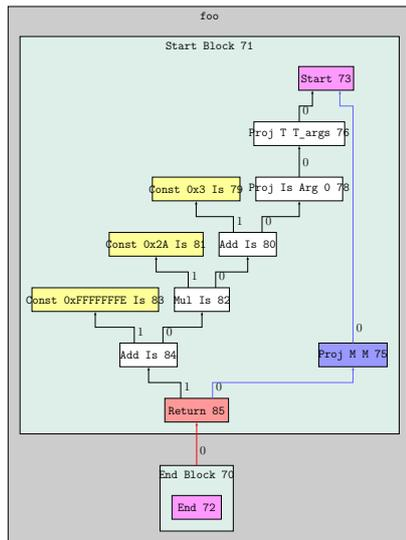 foo
Start Block 71
Start 73
0
Proj T T_args 76
0
Const 0x3 Is 79
Proj Is Arg 0 78
1
0
Const 0x2A Is 81
Add Is 80
1
0
Const 0xFFFFFFFE Is 83
Mul Is 82
1
0
0
Add Is 84
Proj M M 75
1
0
Return 85
0
End Block 70
End 72